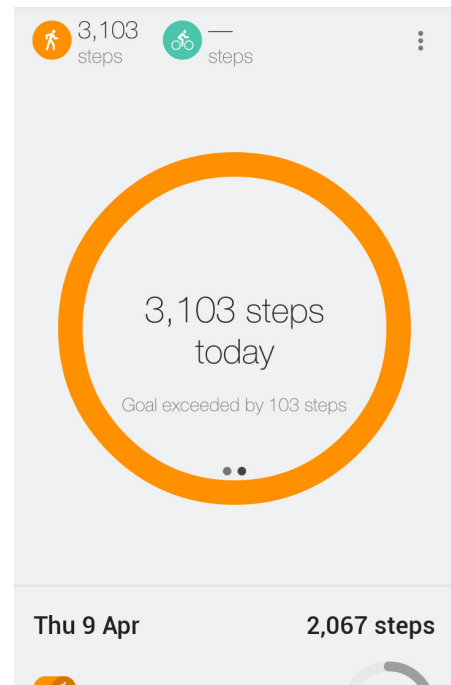 3,103
steps
—
steps
3,103 steps
today
Goal exceeded by 103 steps
Thu 9 Apr
2,067 steps